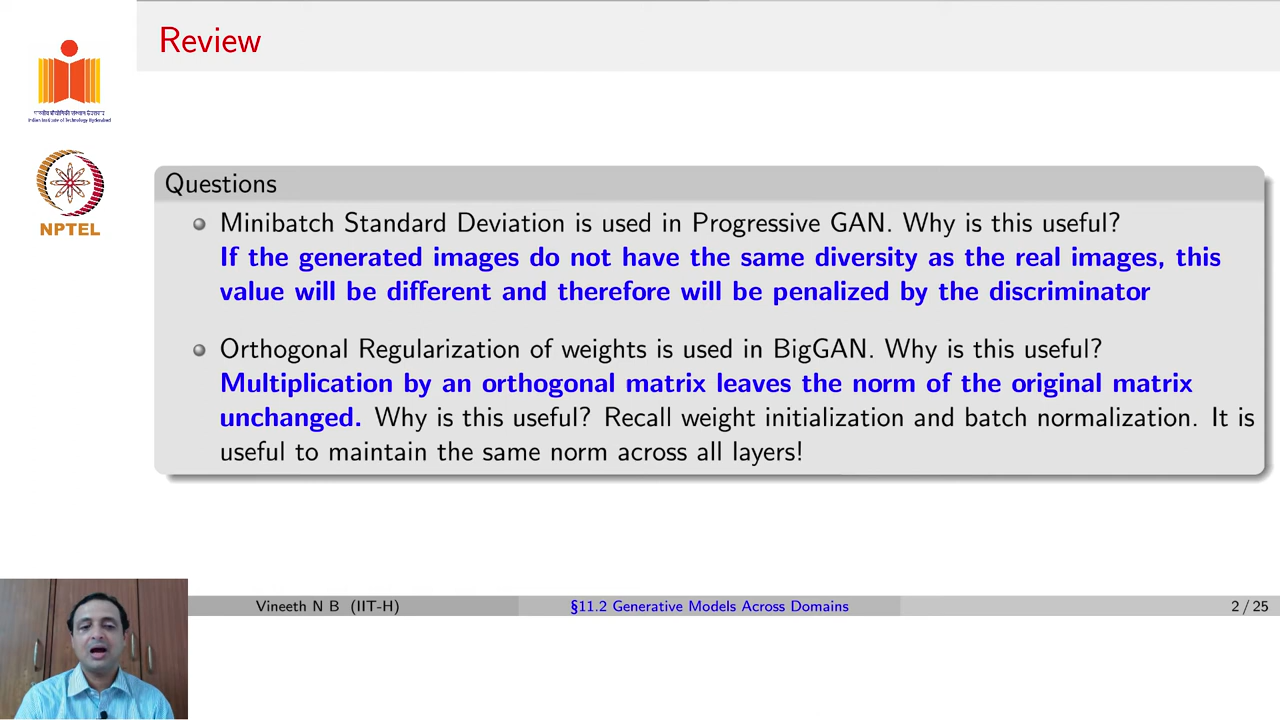 Review
Indian Institute of Technology Hyderabad
NPTEL
Questions
Minibatch Standard Deviation is used in Progressive GAN. Why is this useful?
If the generated images do not have the same diversity as the real images, this
value will be different and therefore will be penalized by the discriminator
Orthogonal Regularization of weights is used in BigGAN. Why is this useful?
Multiplication by an orthogonal matrix leaves the norm of the original matrix
unchanged. Why is this useful? Recall weight initialization and batch normalization. It is
useful to maintain the same norm across all layers!
Vineeth N B (IIT-H)
§11.2 Generative Models Across Domains
2 / 25